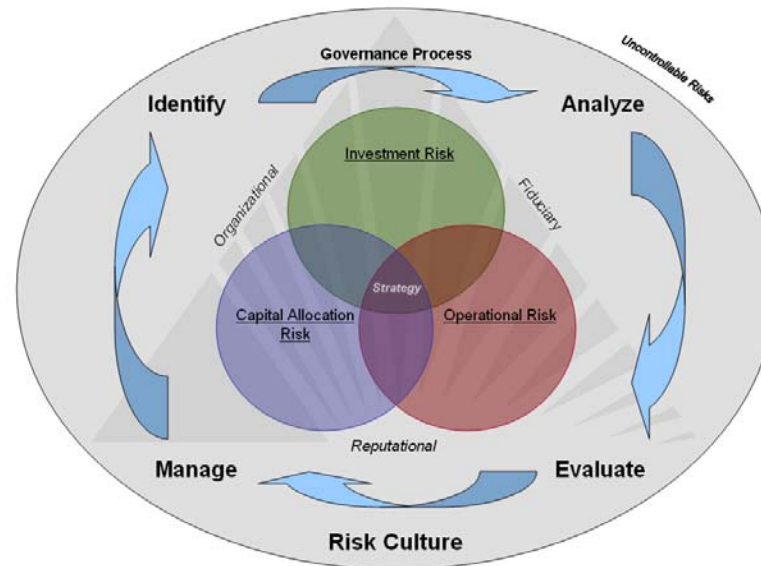 Governance Process
Uncontrollable Risks
Identify
Analyze
Investment Risk
Organizational
Fiduciary
Strategy
Capital Allocation
Risk
Operational Risk
Reputational
Manage
Evaluate
Risk Culture